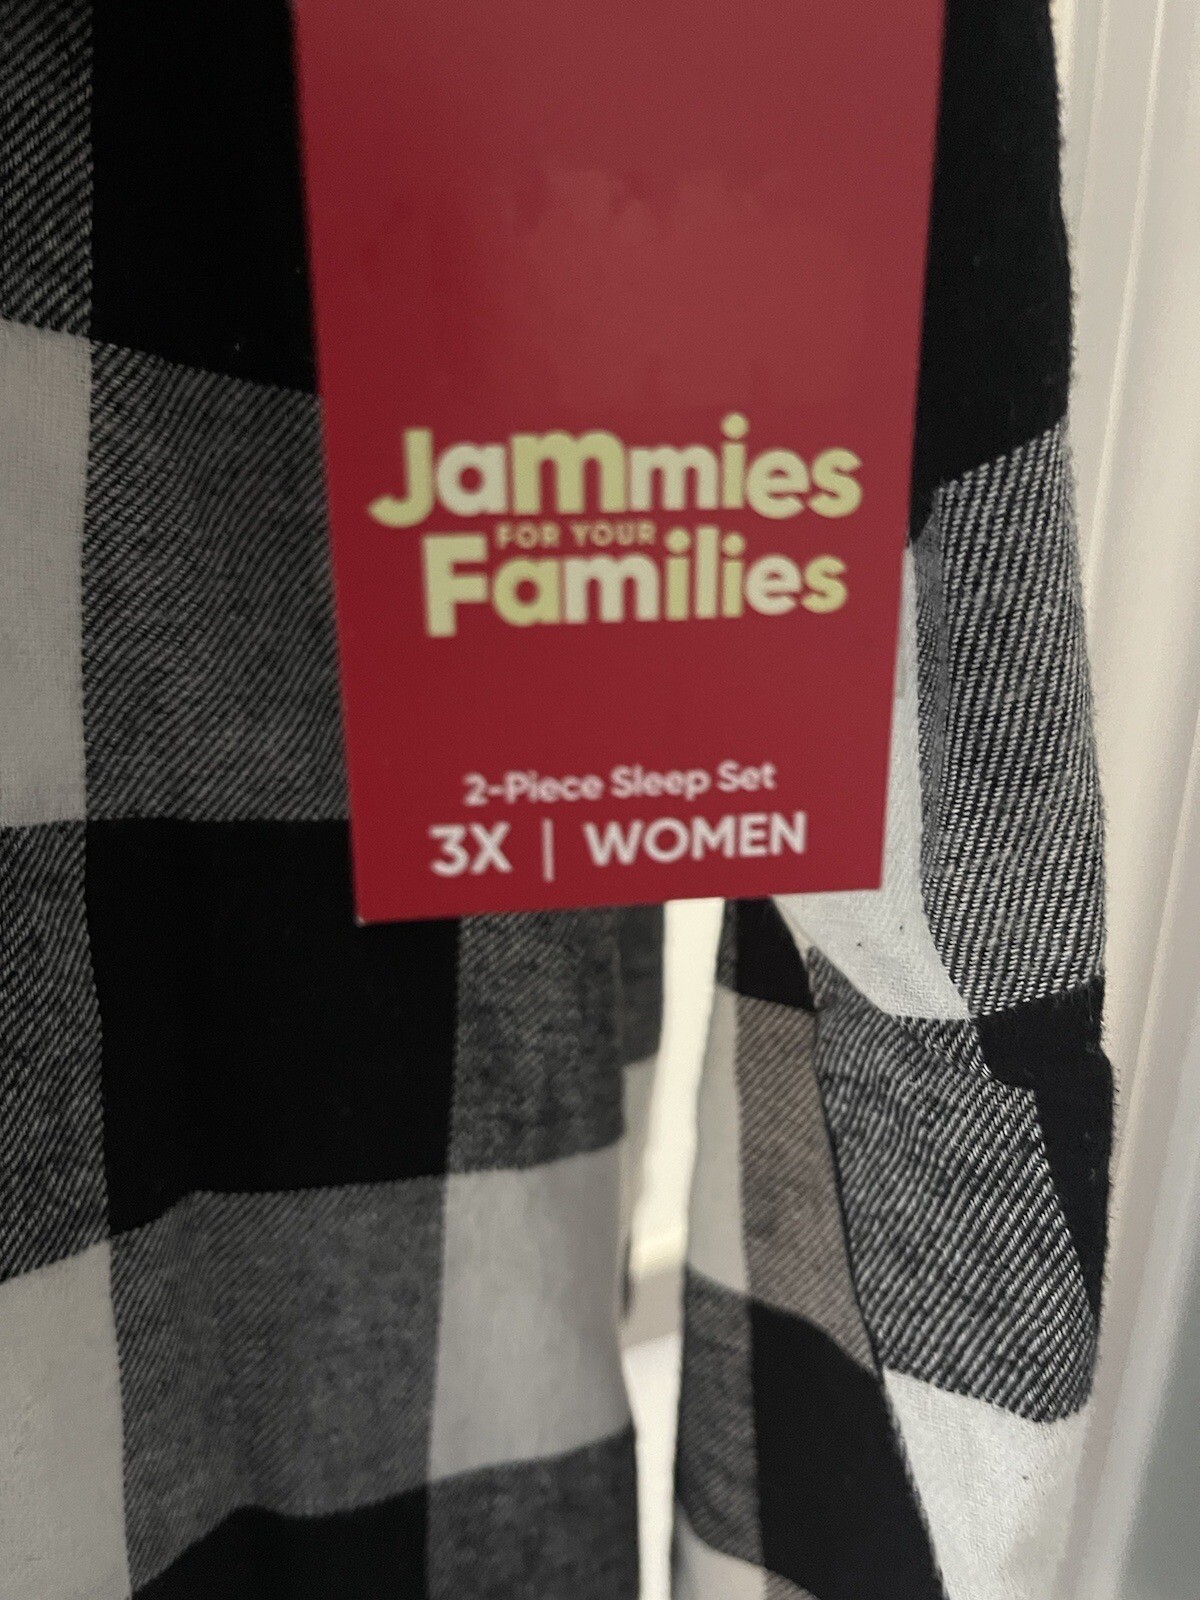 Jammies
FOR YOUR
Families
2-Piece Sleep Set
3X | WOMEN